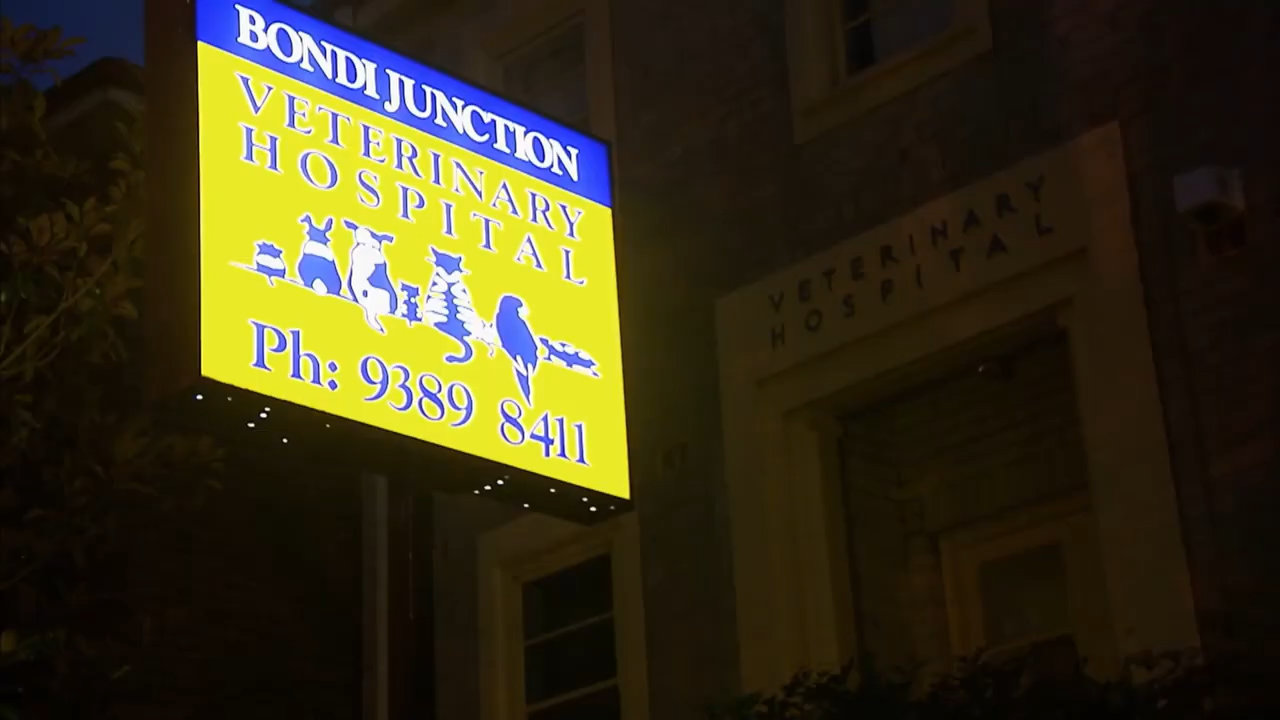 BONDI JUNCTION
VETERINARY
HOSPITAL
Ph: 9389 8411
VETERINARY
HOSPITAL